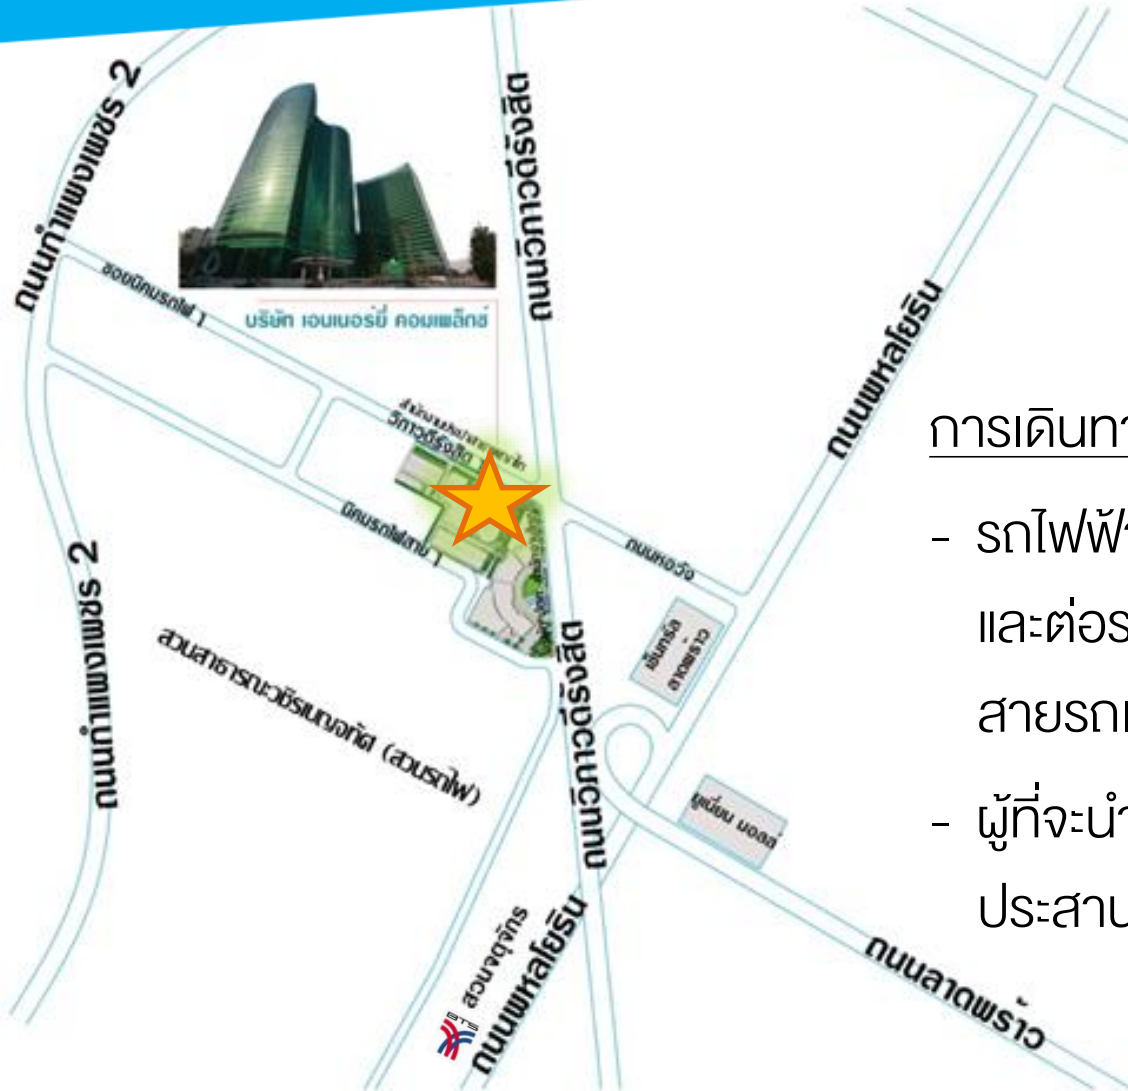 ถนนกำแพงเพชร 2
ถนนวิภาวดีรังสิต
ซอยนิคมรถไฟ 1
บริษัท เอนเนอร์ยี่ คอมเพล็กซ์
ถนนพหลโยธิน
วิภาวดีรังสิต
นิคมรถไฟสาย 1
ถนนหอวัง
เซ็นทรัล
ลาดพร้าว
ถนนกำแพงเพชร 2
สวนสาธารณะวชิรเบญจทัศ (สวนรถไฟ)
ถนนวิภาวดีรังสิต
ยูเนี่ยน มอลล์
สวนจตุจักร
BTS
ถนนพหลโยธิน
ถนนลาดพร้าว
การเดินทา
- รถไฟฟ้า
และต่อร
สายรถ
- ผู้ที่จะนำ
ประสาน